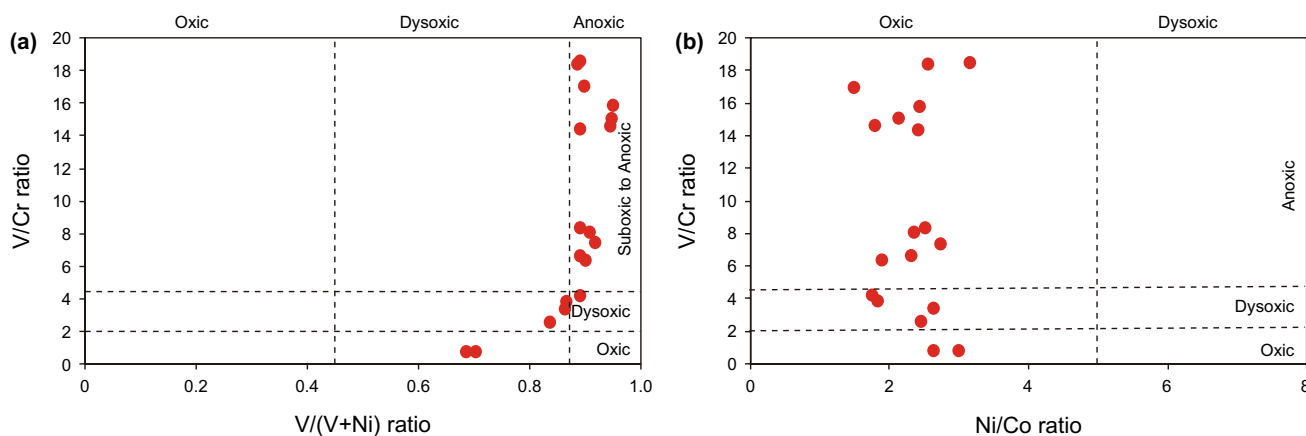 (a)
Oxic Dysoxic Anoxic
20
18
16
14
12
10
8
6
4
2
0
V/Cr ratio
Suboxic to Anoxic
Dysoxic
Oxic
0 0.2 0.4 0.6 0.8 1.0
V/(V+Ni) ratio
(b)
Oxic Dysoxic
20
18
16
14
12
10
8
6
4
2
0
V/Cr ratio
Anoxic
Dysoxic
Oxic
0 2 4 6 8
Ni/Co ratio